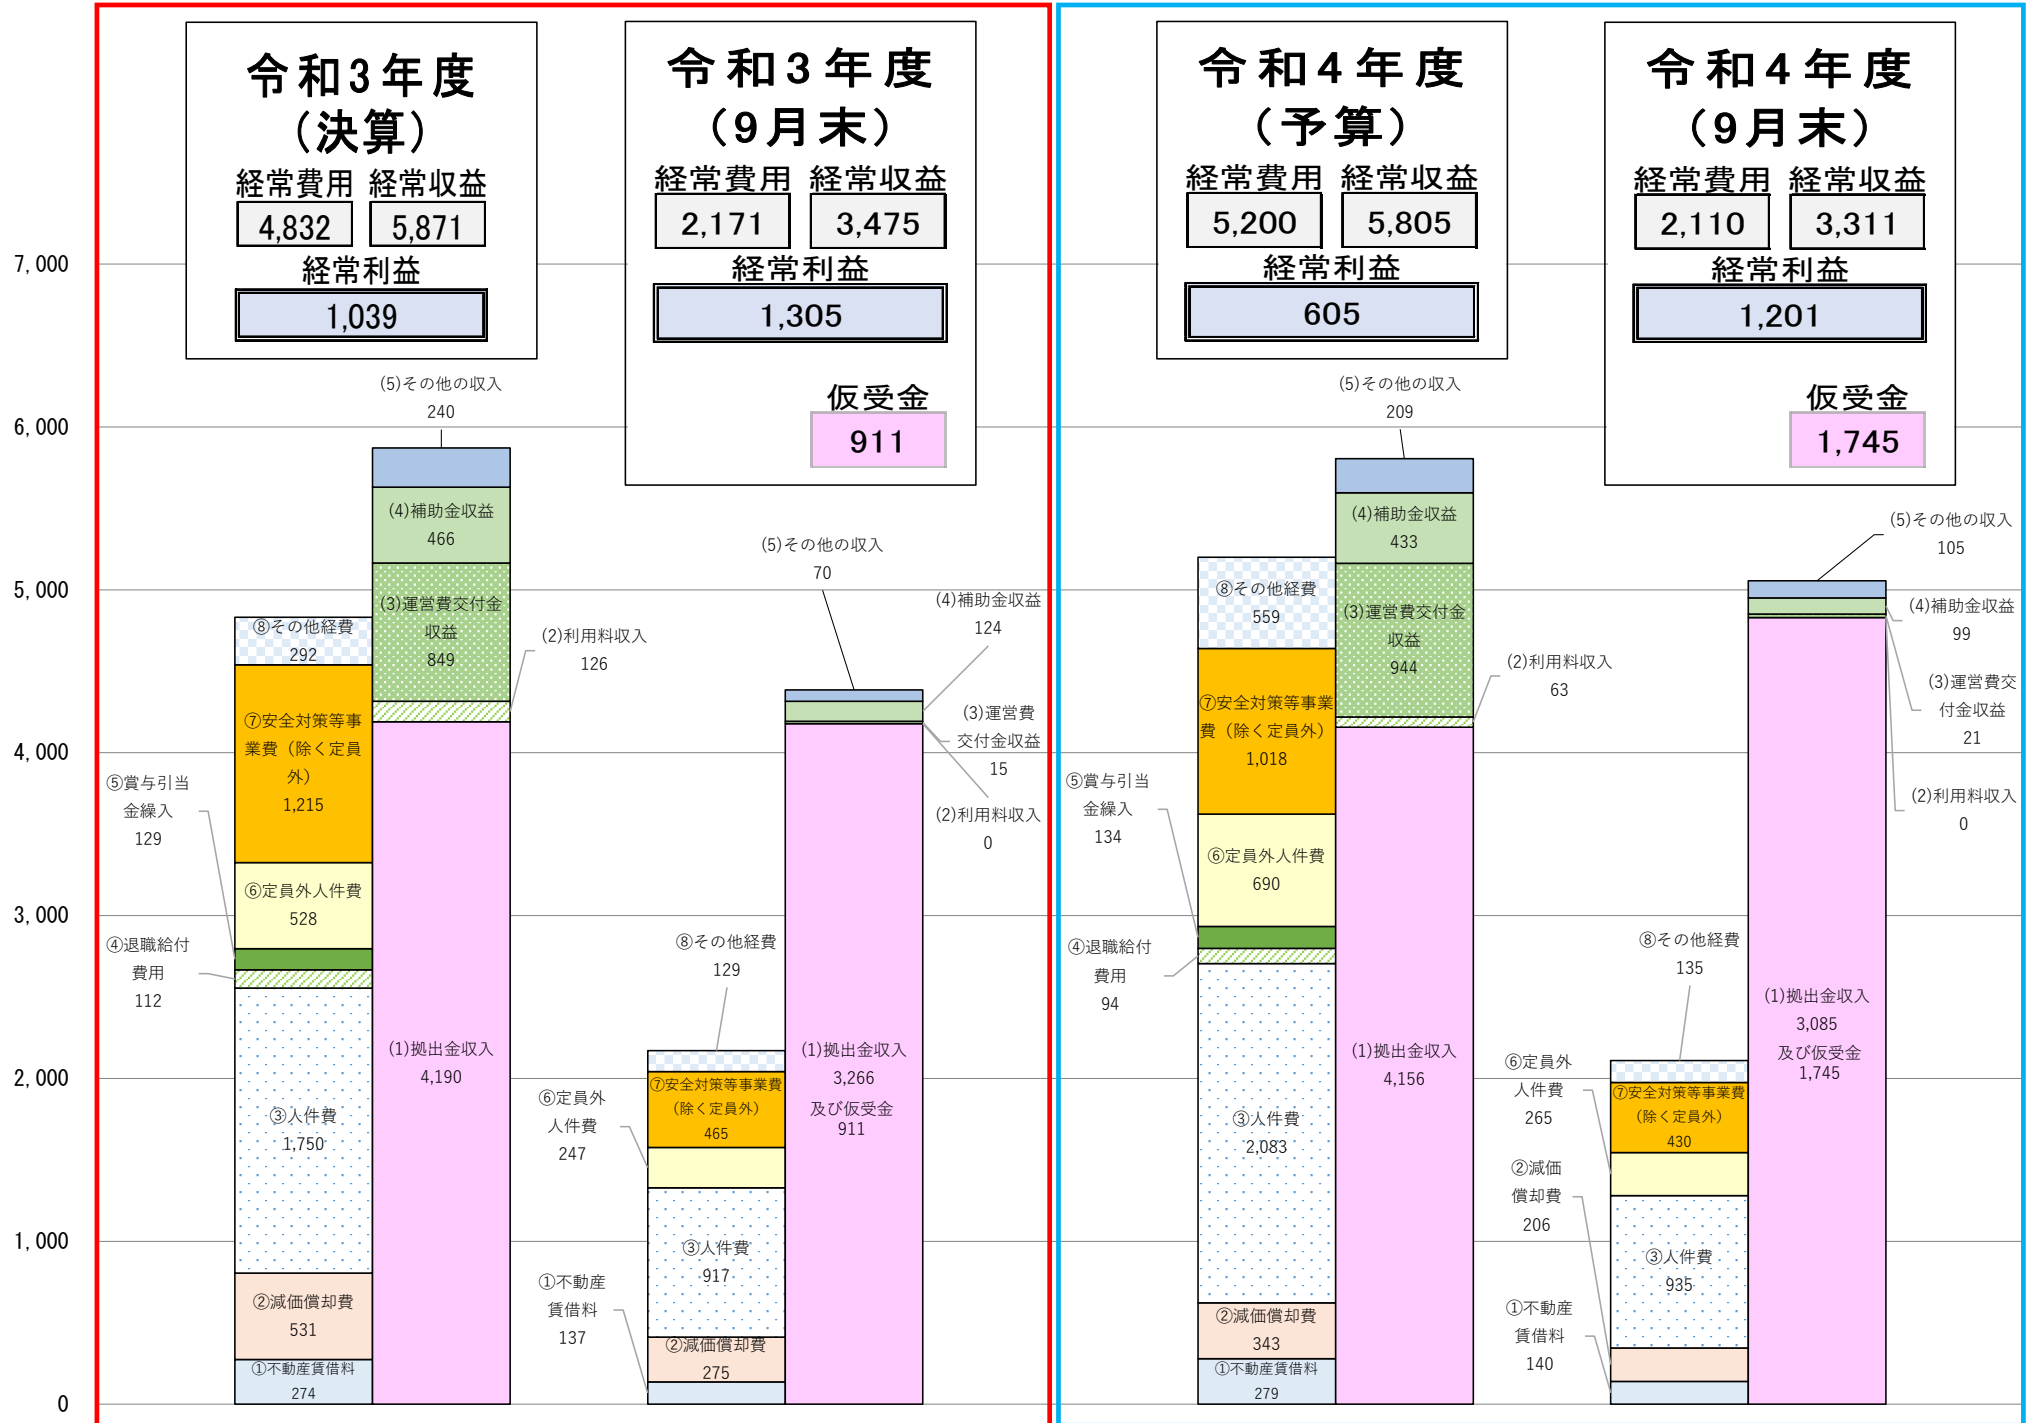 令和3年度
（決算）
経常費用 経常収益
4,832 5,871
経常利益
1,039
令和3年度
（9月末）
経常費用 経常収益
2,171 3,475
経常利益
1,305
仮受金
911
令和4年度
（予算）
経常費用 経常収益
5,200 5,805
経常利益
605
令和4年度
（9月末）
経常費用 経常収益
2,110 3,311
経常利益
1,201
仮受金
1,745
7,000
6,000
5,000
4,000
3,000
2,000
1,000
0
(5)その他の収入
240
(4)補助金収益
466
(3)運営費交付金
収益
849
(2)利用料収入
126
(1)拠出金収入
4,190
⑧その他経費
292
⑦安全対策等事
業費（除く定員
外）
1,215
⑥定員外人件費
528
⑤賞与引当
金繰入
129
④退職給付
費用
112
③人件費
1,750
②減価償却費
531
①不動産賃借料
274
(5)その他の収入
70
(4)補助金収益
124
(3)運営費
交付金収益
15
(2)利用料収入
0
(1)拠出金収入
3,266
及び仮受金
911
⑧その他経費
129
⑦安全対策等事業費
（除く定員外）
465
⑥定員外
人件費
247
③人件費
917
②減価償却費
275
①不動産
賃借料
137
(5)その他の収入
209
(4)補助金収益
433
(3)運営費交付金
収益
944
(2)利用料収入
63
(1)拠出金収入
4,156
⑧その他経費
559
⑦安全対策等事業
費（除く定員外）
1,018
⑥定員外人件費
690
⑤賞与引当
金繰入
134
④退職給付
費用
94
③人件費
2,083
②減価償却費
343
①不動産賃借料
279
(5)その他の収入
105
(4)補助金収益
99
(3)運営費交
付金収益
21
(2)利用料収入
0
(1)拠出金収入
3,085
及び仮受金
1,745
⑧その他経費
135
⑦安全対策等事業費
（除く定員外）
430
⑥定員外
人件費
265
③人件費
935
②減価
償却費
206
①不動産
賃借料
140